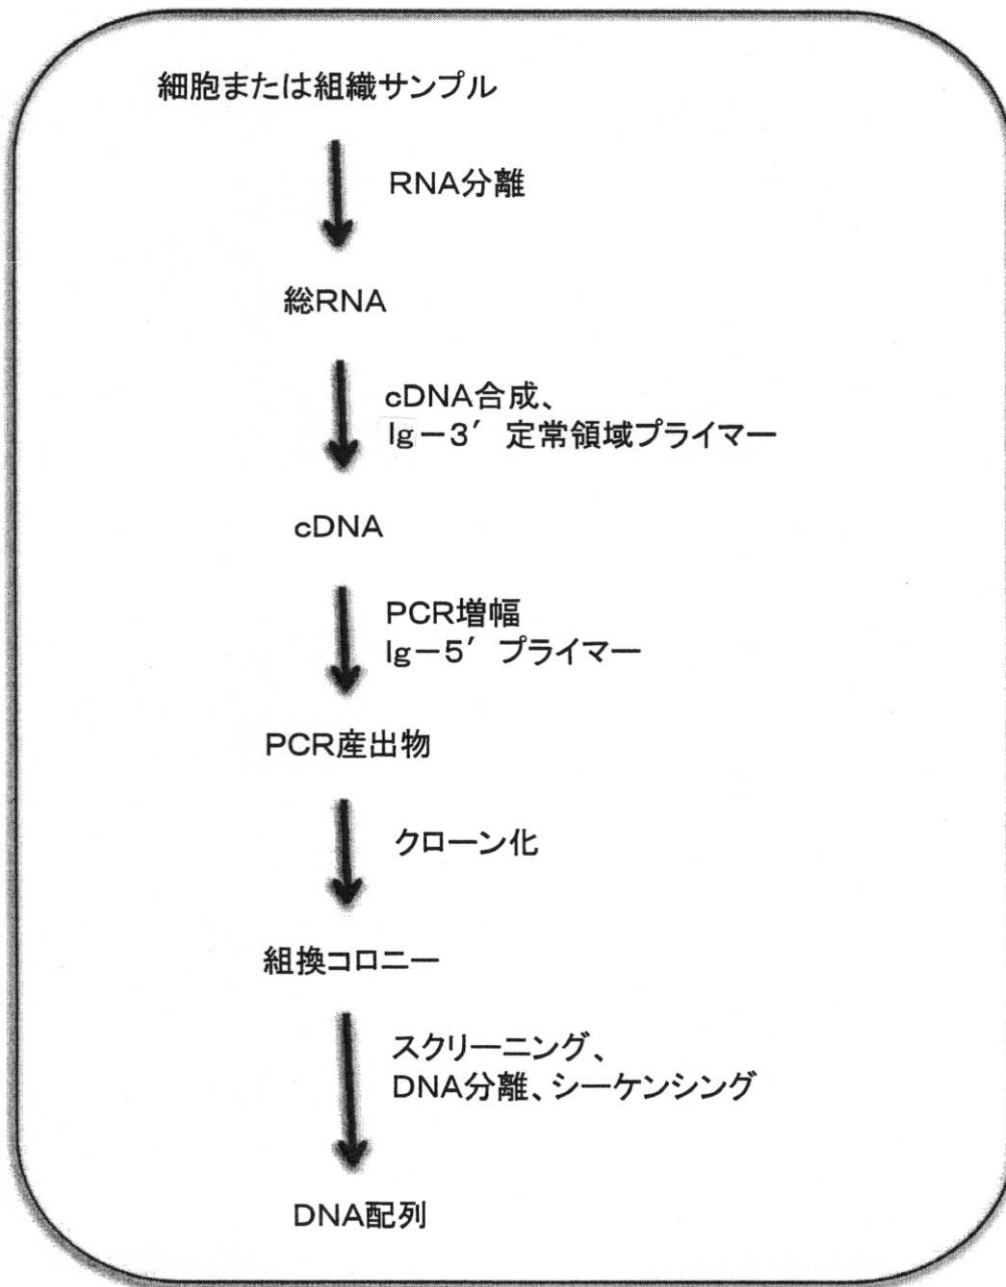 細胞または組織サンプル
RNA分離
総RNA
cDNA合成、
Ig－3′ 定常領域プライマー
cDNA
PCR増幅
Ig－5′ プライマー
PCR産出物
クローン化
組換コロニー
スクリーニング、
DNA分離、シーケンシング
DNA配列